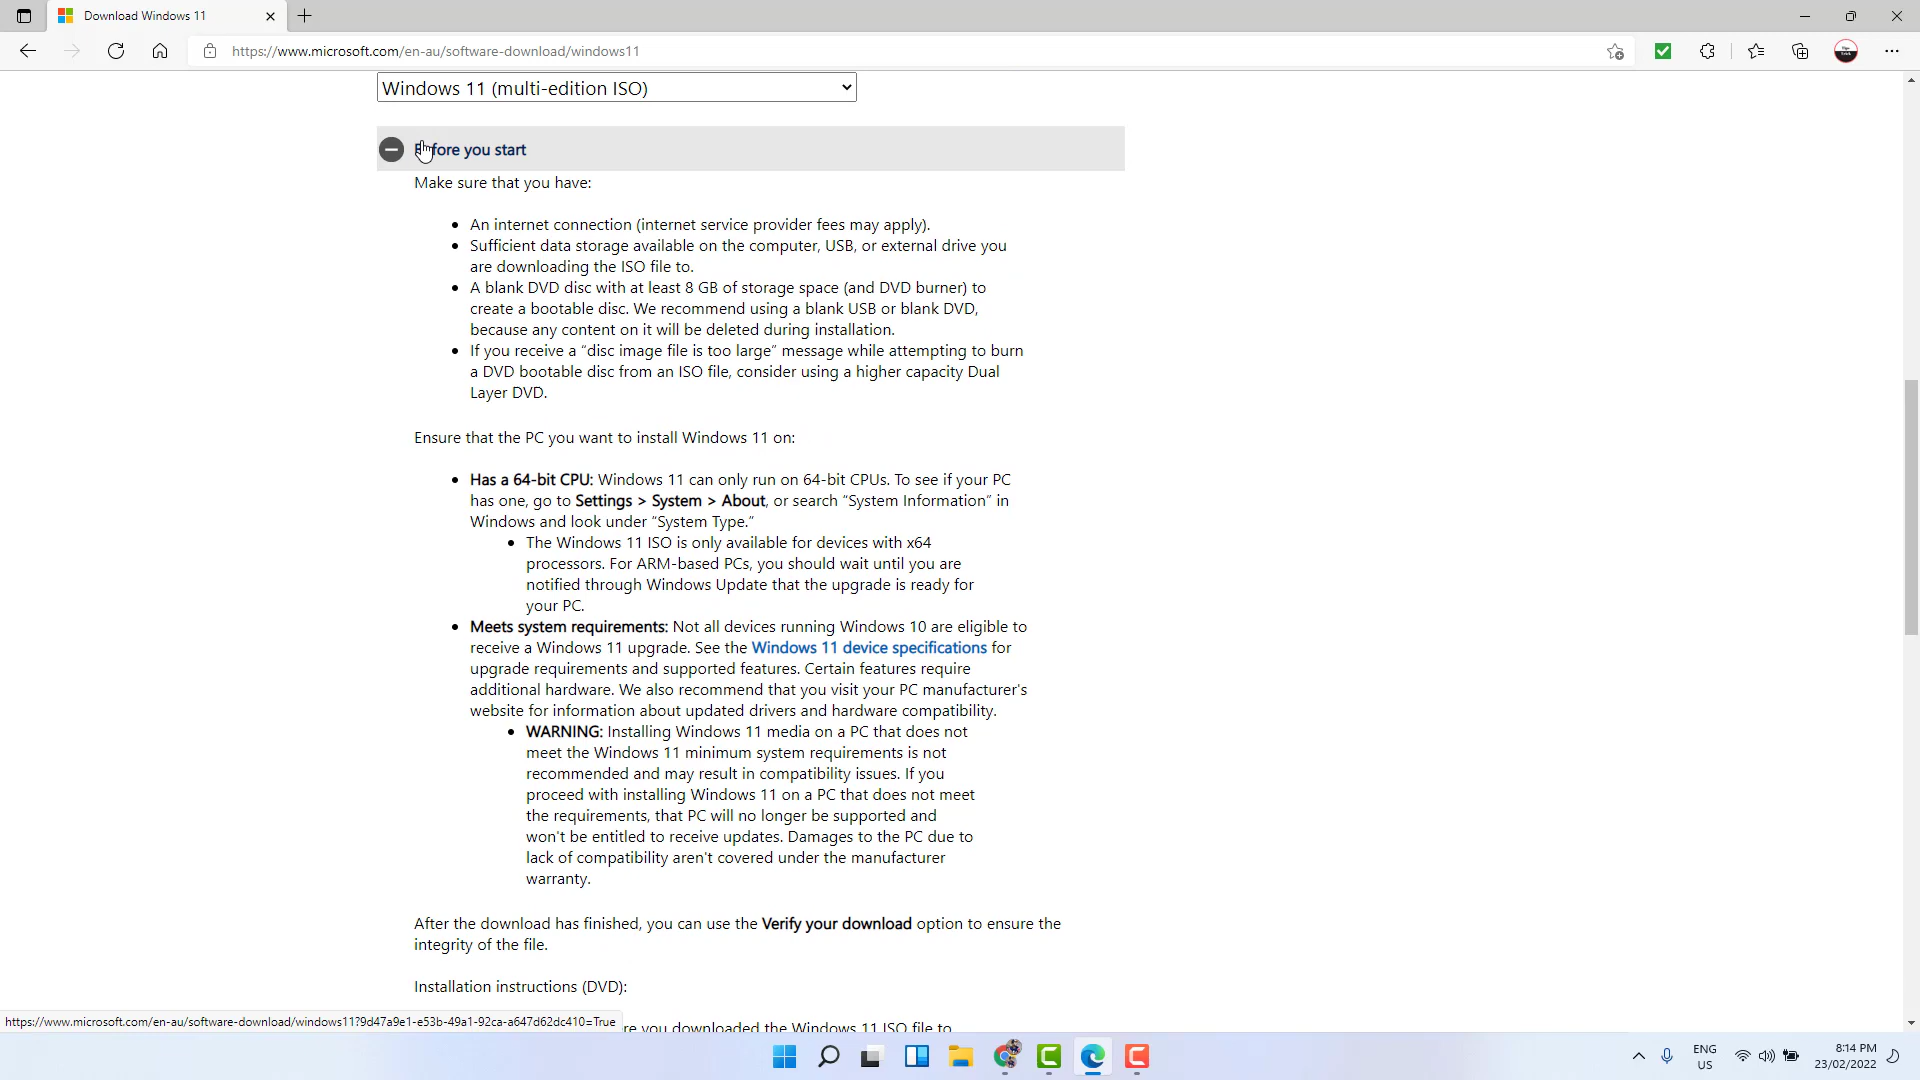 Download Windows 11
https://www.microsoft.com/en-au/software-download/windows11
Windows 11 (multi-edition ISO)
fore you start
Make sure that you have:
• An internet connection (internet service provider fees may apply).
• Sufficient data storage available on the computer, USB, or external drive you
are downloading the ISO file to.
• A blank DVD disc with at least 8 GB of storage space (and DVD burner) to
create a bootable disc. We recommend using a blank USB or blank DVD,
because any content on it will be deleted during installation.
• If you receive a “disc image file is too large” message while attempting to burn
a DVD bootable disc from an ISO file, consider using a higher capacity Dual
Layer DVD.
Ensure that the PC you want to install Windows 11 on:
• Has a 64-bit CPU: Windows 11 can only run on 64-bit CPUs. To see if your PC
has one, go to Settings > System > About, or search “System Information” in
Windows and look under “System Type.”
• The Windows 11 ISO is only available for devices with x64
processors. For ARM-based PCs, you should wait until you are
notified through Windows Update that the upgrade is ready for
your PC.
• Meets system requirements: Not all devices running Windows 10 are eligible to
receive a Windows 11 upgrade. See the Windows 11 device specifications for
upgrade requirements and supported features. Certain features require
additional hardware. We also recommend that you visit your PC manufacturer's
website for information about updated drivers and hardware compatibility.
• WARNING: Installing Windows 11 media on a PC that does not
meet the Windows 11 minimum system requirements is not
recommended and may result in compatibility issues. If you
proceed with installing Windows 11 on a PC that does not meet
the requirements, that PC will no longer be supported and
won't be entitled to receive updates. Damages to the PC due to
lack of compatibility aren't covered under the manufacturer
warranty.
After the download has finished, you can use the Verify your download option to ensure the
integrity of the file.
Installation instructions (DVD):
re you downloaded the Windows 11 ISO file to
https://www.microsoft.com/en-au/software-download/windows11?9d47a9e1-e53b-49a1-92ca-a647d62dc410=True
ENG
US
8:14 PM
23/02/2022